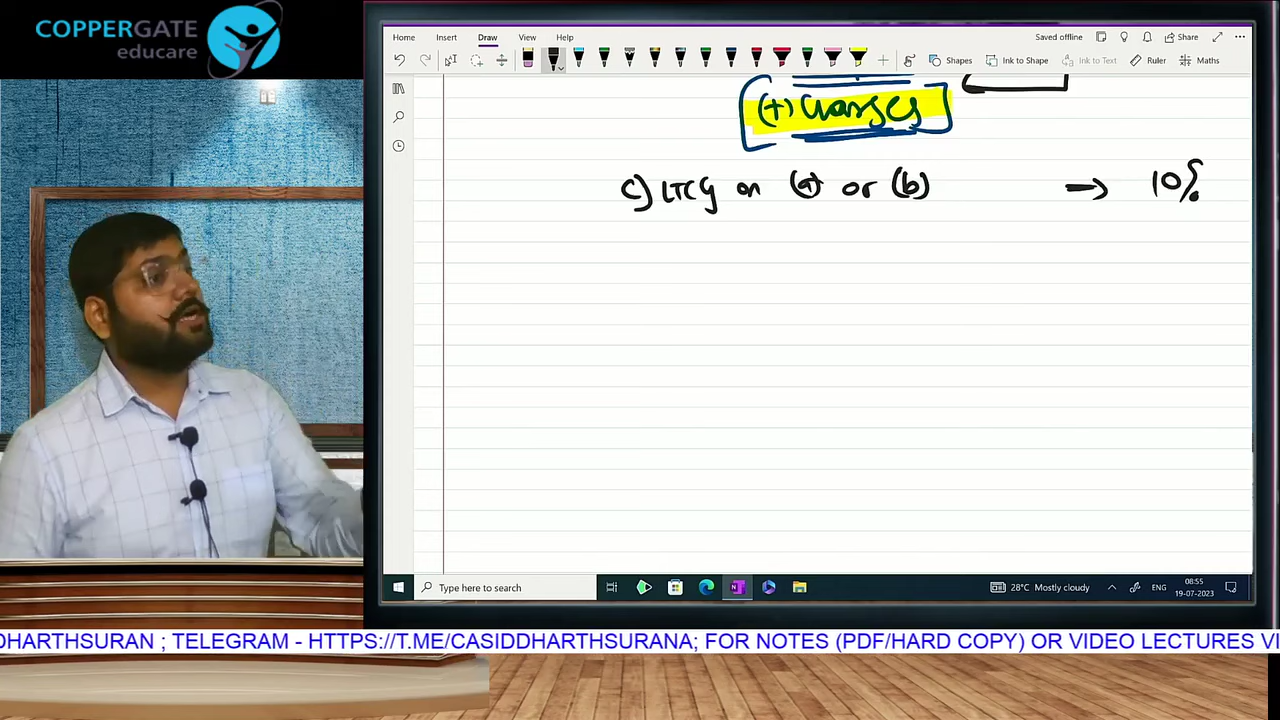 COPPERGATE
educare
Home Insert Draw View Help
Saved offline
Share
Shapes Ink to Shape Ink to Text Ruler Maths
(+) Charges
C) LTCG on (a) or (b) → 10%
Type here to search
28°C Mostly cloudy
ENG
08:55
19-07-2023
DHARTHSURAN ; TELEGRAM - HTTPS://T.ME/CASIDDHARTHSURANA; FOR NOTES (PDF/HARD COPY) OR VIDEO LECTURES VI